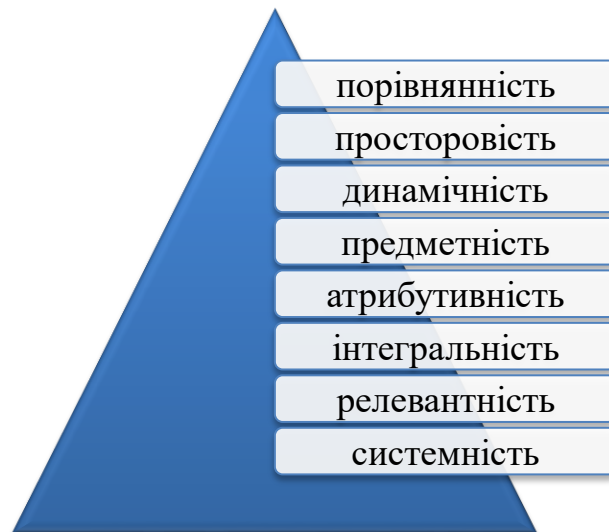 порівнянність
просторовість
динамічність
предметність
атрибутивність
інтегральність
релевантність
системність